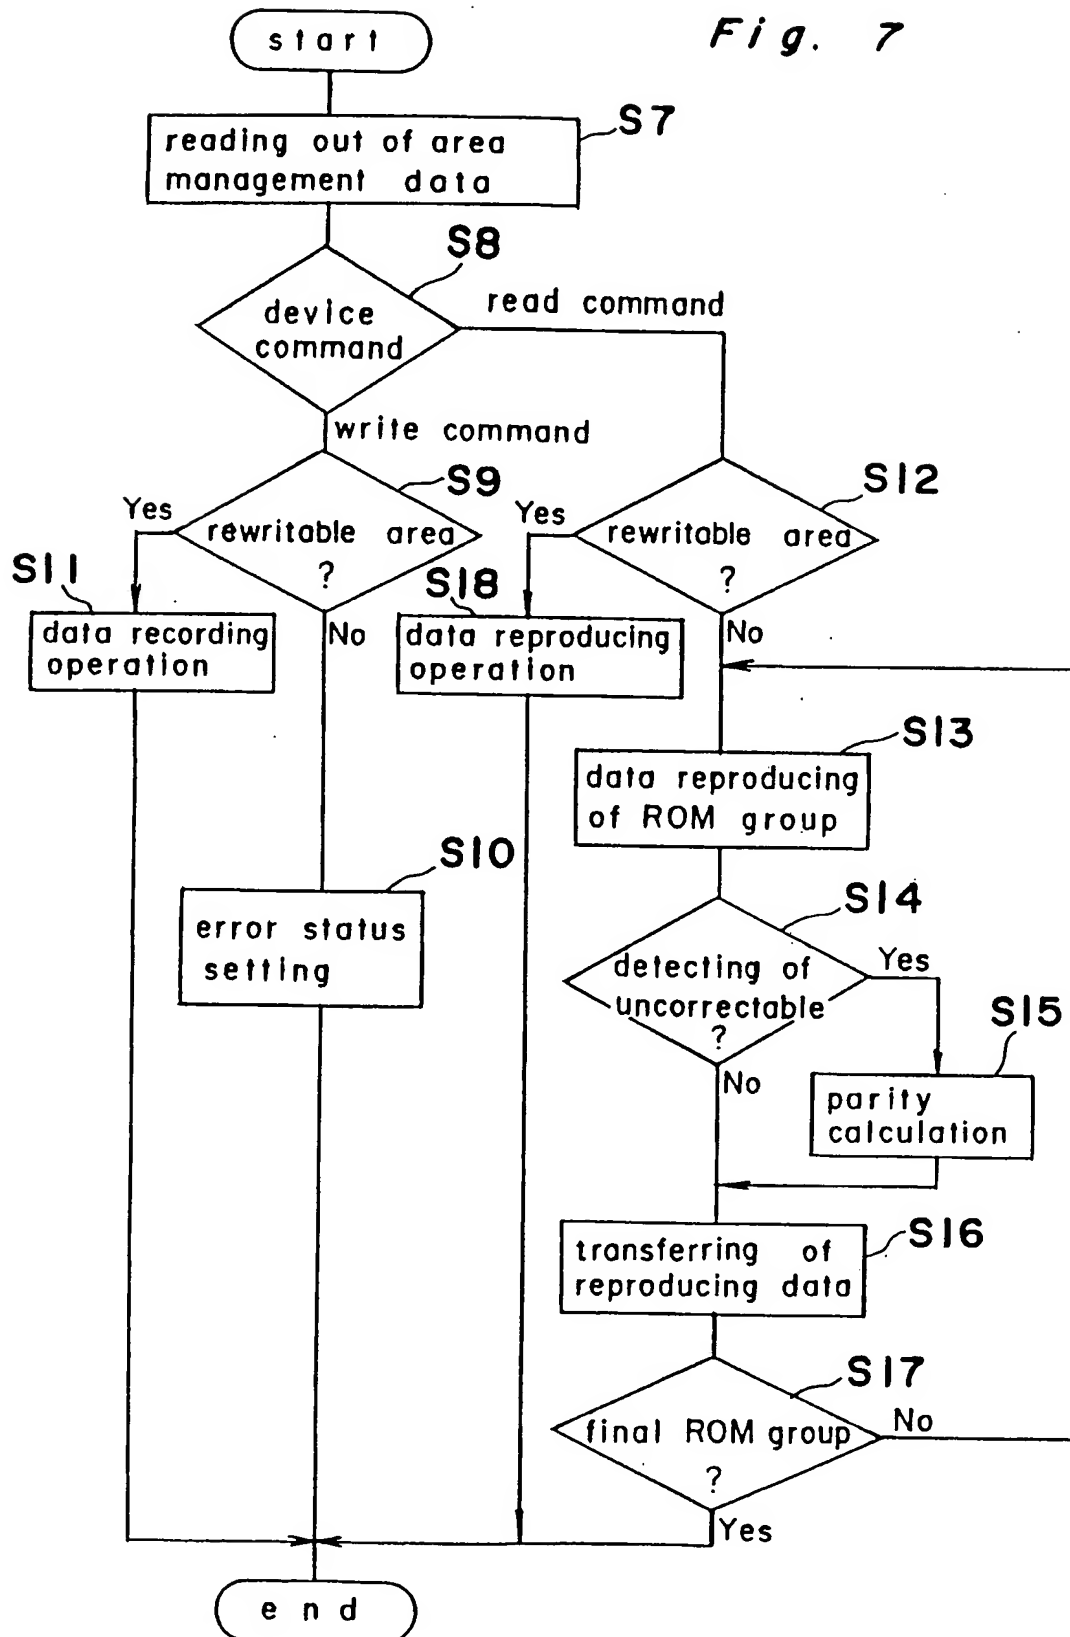 Fig. 7
start
S7
reading out of area
management data
S8
device
command
read command
write command
S9
Yes
rewritable area
?
No
S12
Yes
rewritable area
?
No
S11
data recording
operation
S18
data reproducing
operation
S13
data reproducing
of ROM group
S10
error status
setting
S14
detecting of
uncorrectable
?
Yes
No
S15
parity
calculation
S16
transferring of
reproducing data
S17
final ROM group
?
No
Yes
end